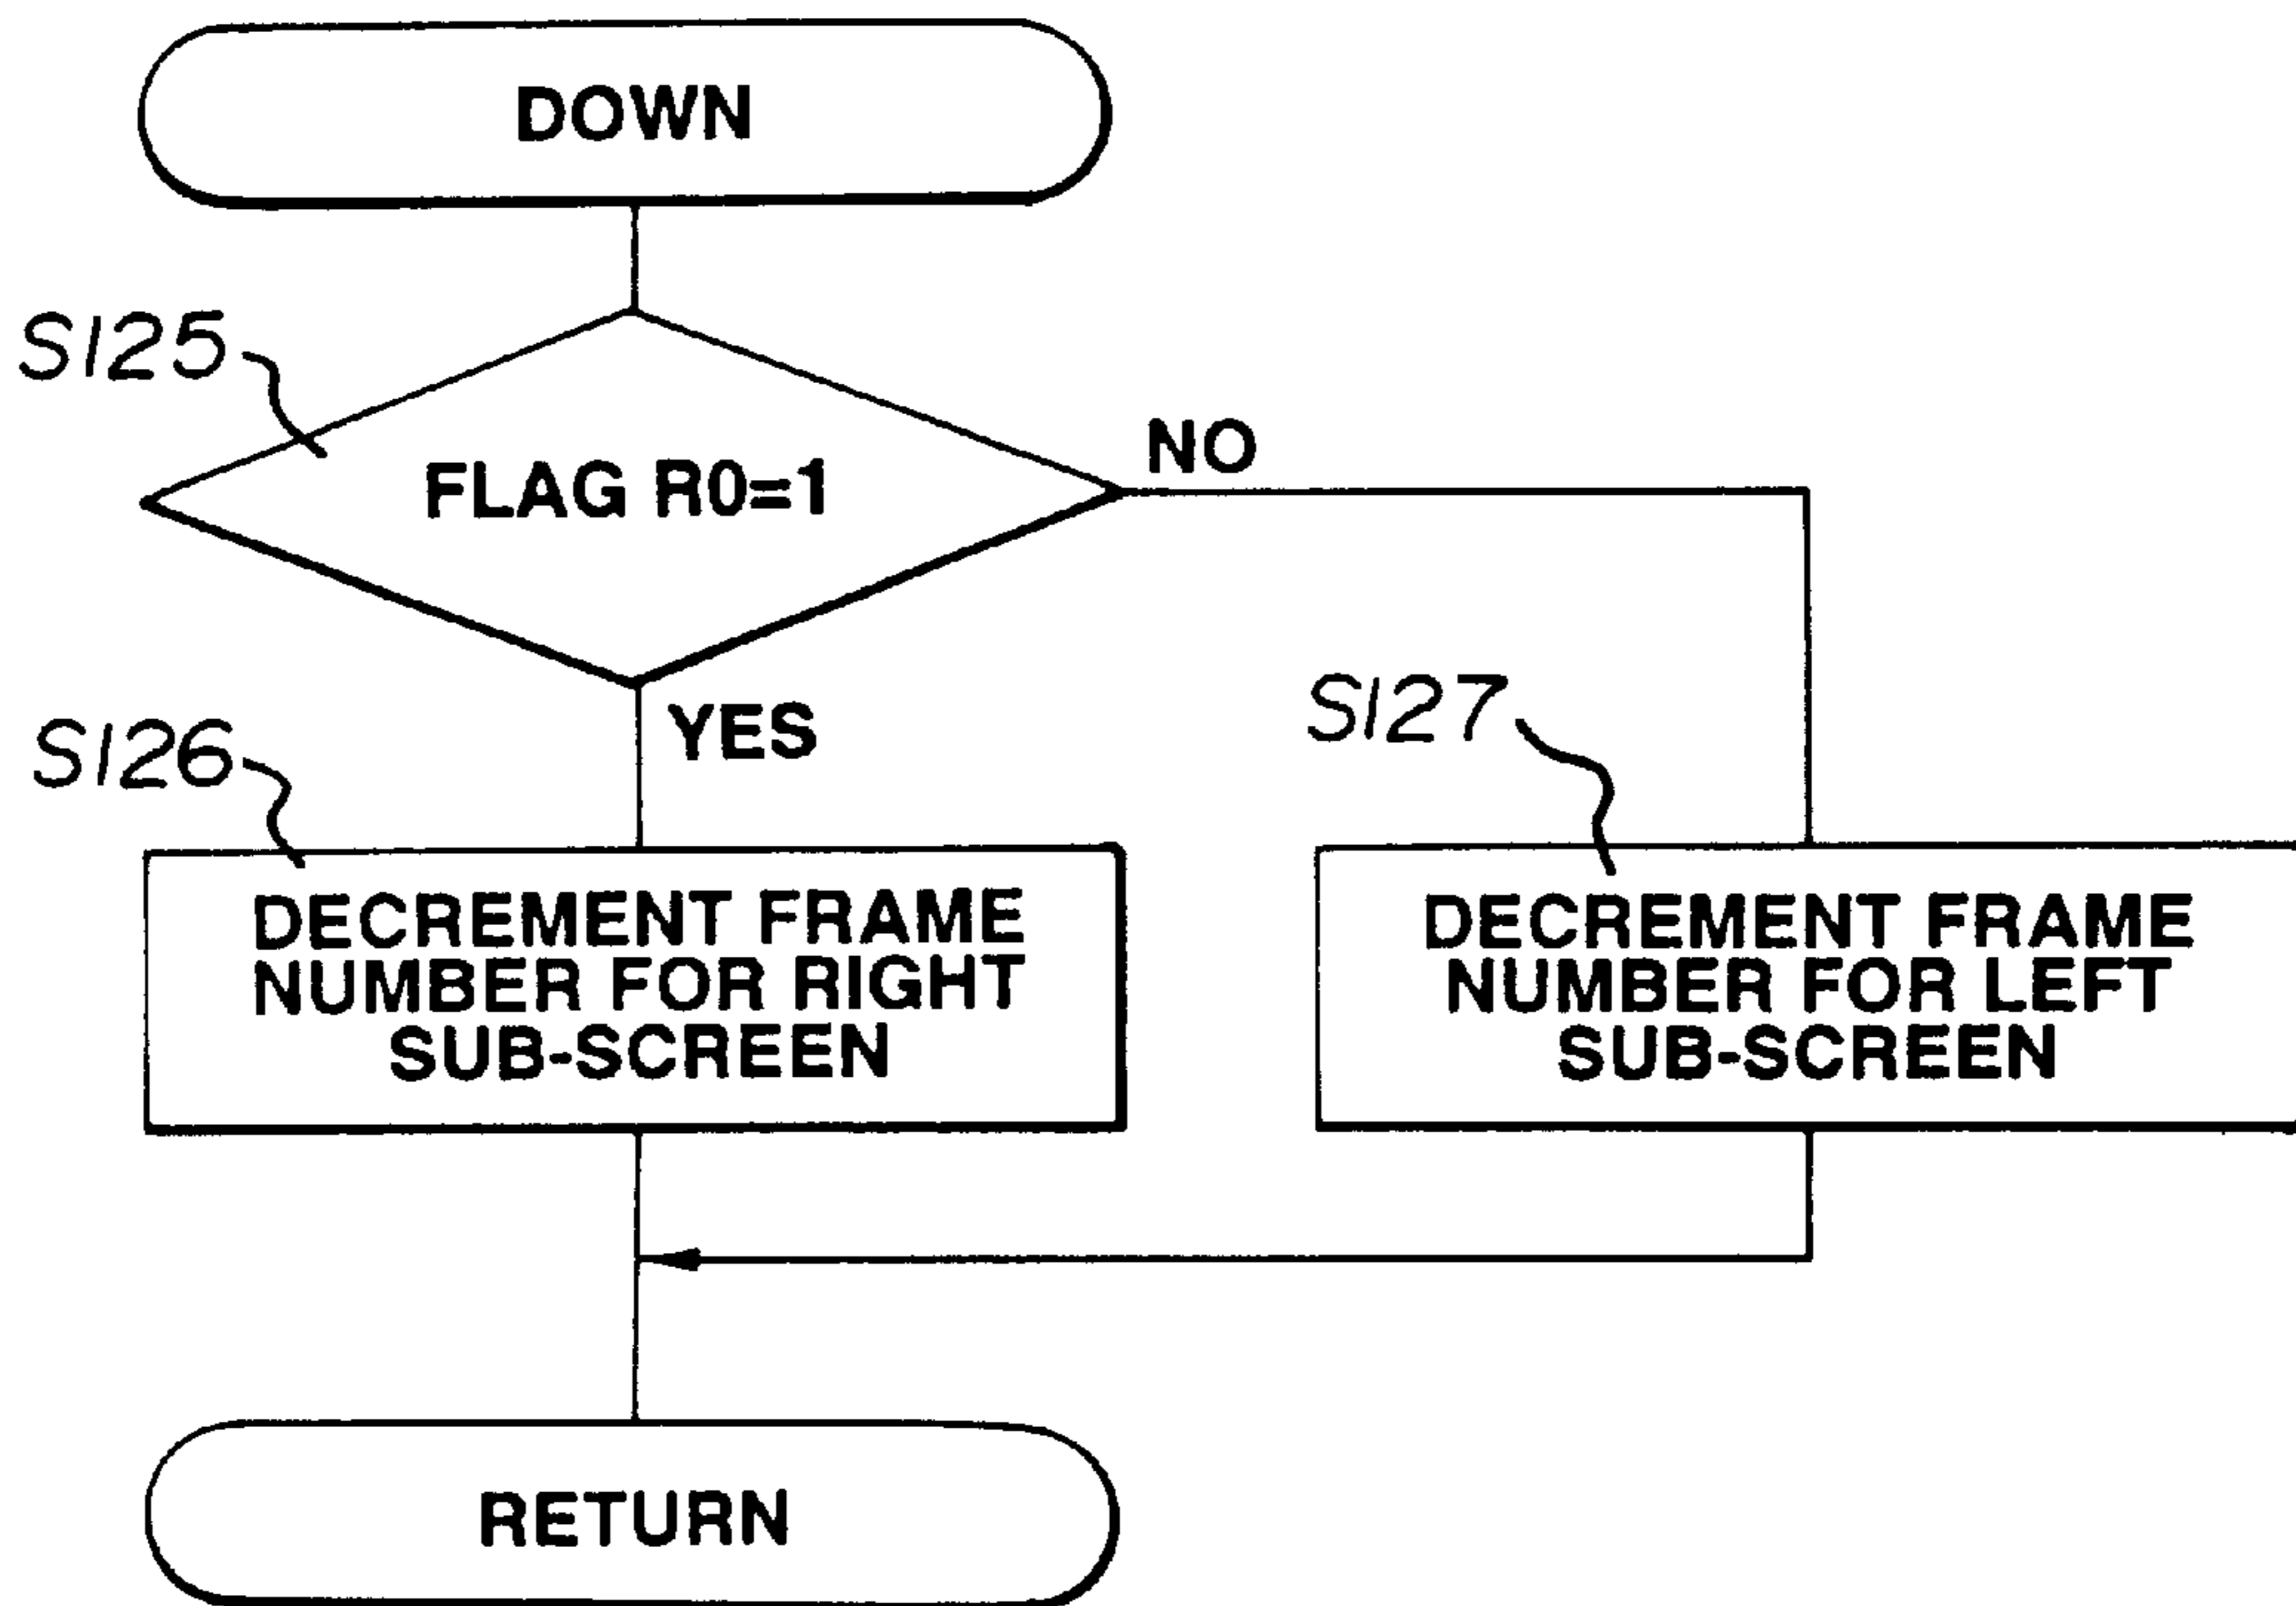 DOWN
S125
FLAG R0=1
NO
YES
S126
DECREMENT FRAME
NUMBER FOR RIGHT
SUB-SCREEN
S127
DECREMENT FRAME
NUMBER FOR LEFT
SUB-SCREEN
RETURN